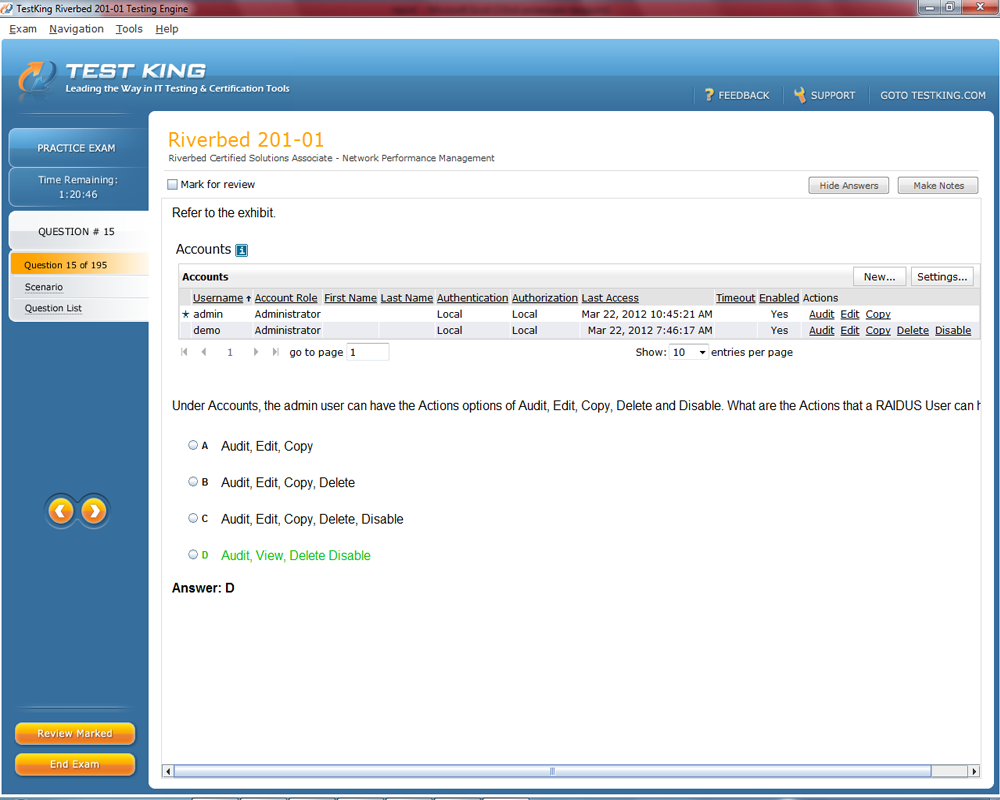 TestKing Riverbed 201-01 Testing Engine
Exam Navigation Tools Help
TEST KING
Leading the Way in IT Testing & Certification Tools
? FEEDBACK SUPPORT GOTO TESTKING.COM
PRACTICE EXAM
Time Remaining:
1:20:46
QUESTION # 15
Question 15 of 195
Scenario
Question List
Review Marked
End Exam
Riverbed 201-01
Riverbed Certified Solutions Associate - Network Performance Management
Mark for review Hide Answers Make Notes
Refer to the exhibit.
Accounts i
Accounts New... Settings...
Username Account Role First Name Last Name Authentication Authorization Last Access Timeout Enabled Actions
admin Administrator Local Local Mar 22, 2012 10:45:21 AM Yes Audit Edit Copy
demo Administrator Local Local Mar 22, 2012 7:46:17 AM Yes Audit Edit Copy Delete Disable
1 go to page 1 Show: 10 entries per page
Under Accounts, the admin user can have the Actions options of Audit, Edit, Copy, Delete and Disable. What are the Actions that a RAIDUS User can
A Audit, Edit, Copy
B Audit, Edit, Copy, Delete
C Audit, Edit, Copy, Delete, Disable
D Audit, View, Delete Disable
Answer: D